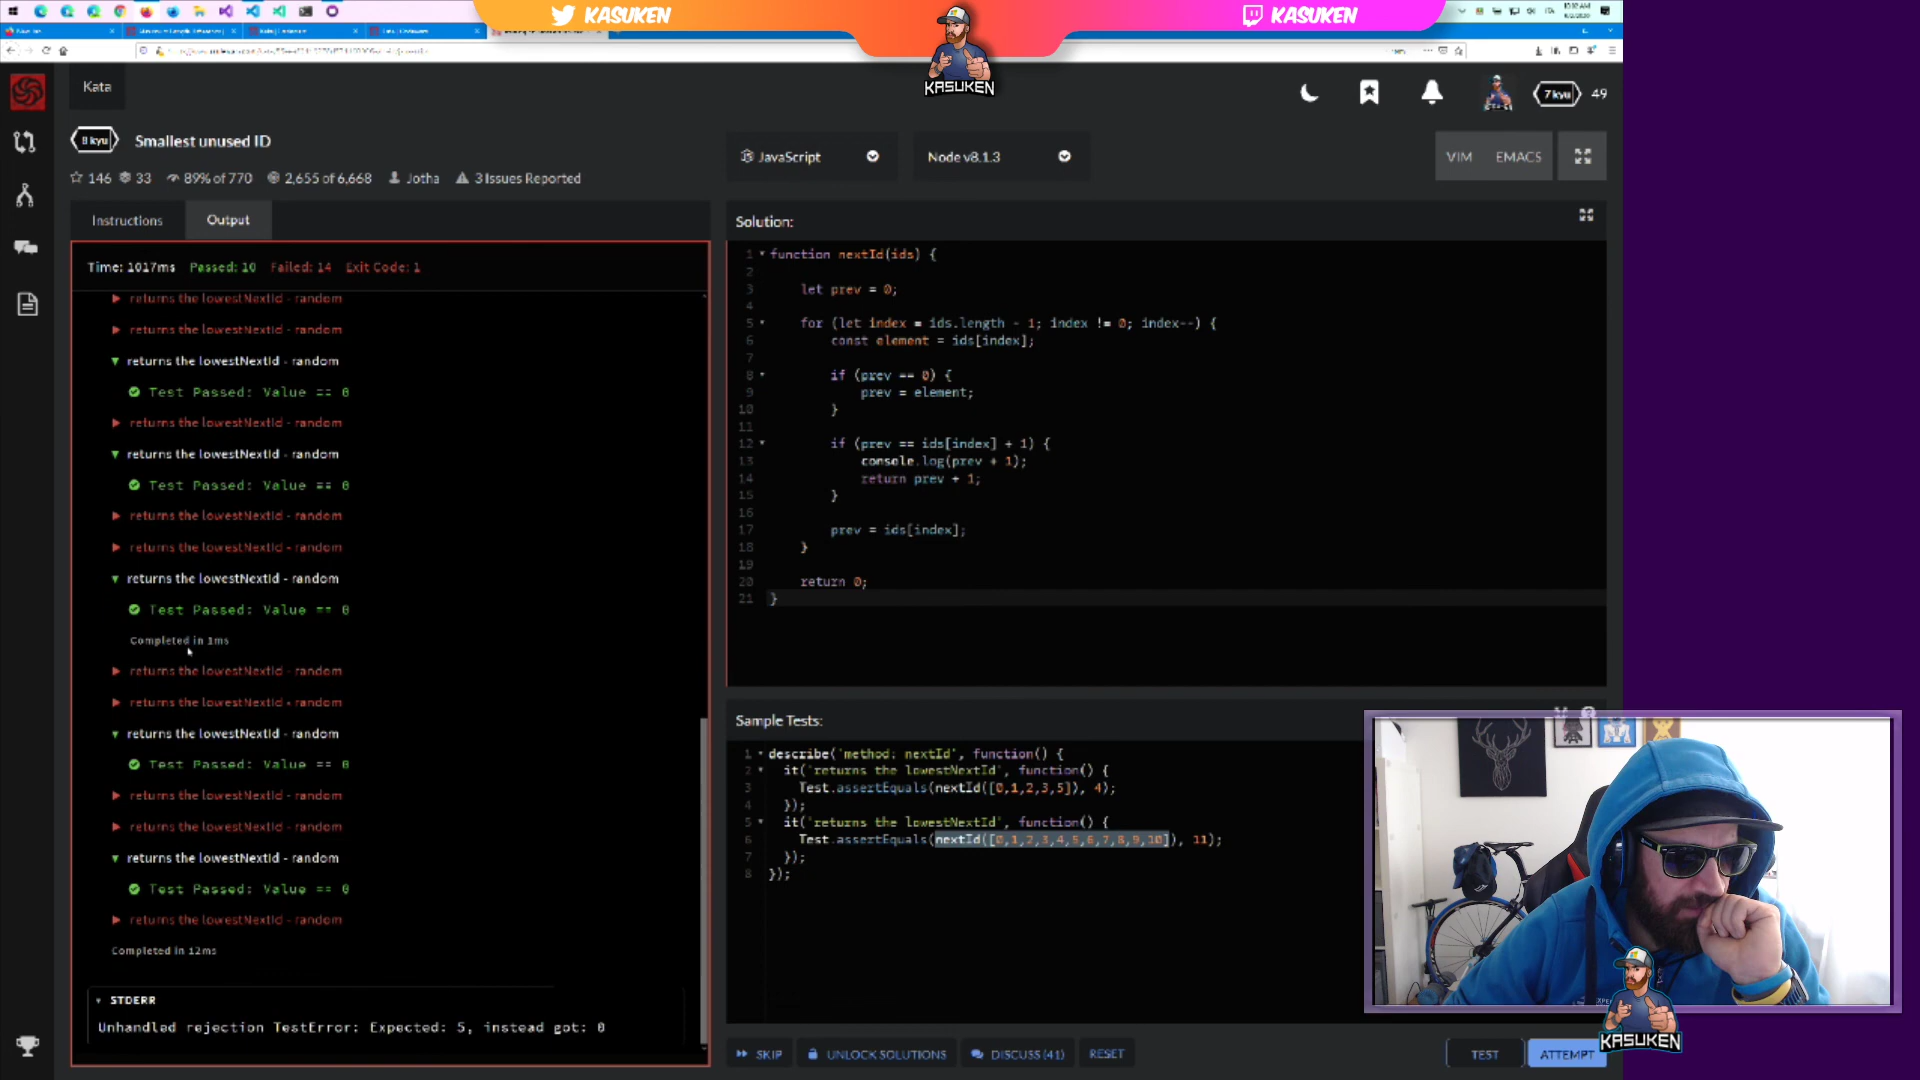 KASUKEN
KASUKEN
KASUKEN
Kata
7 kyu
49
8 kyu
Smallest unused ID
146
33
89% of 770
2,655 of 6,668
Jotha
3 Issues Reported
Instructions
Output
Time: 1017ms Passed: 10 Failed: 14 Exit Code: 1
returns the lowestNextId - random
returns the lowestNextId - random
returns the lowestNextId - random
Test Passed: Value == 0
returns the lowestNextId - random
returns the lowestNextId - random
Test Passed: Value == 0
returns the lowestNextId - random
returns the lowestNextId - random
returns the lowestNextId - random
Test Passed: Value == 0
Completed in 1ms
returns the lowestNextId - random
returns the lowestNextId - random
returns the lowestNextId - random
Test Passed: Value == 0
returns the lowestNextId - random
returns the lowestNextId - random
returns the lowestNextId - random
Test Passed: Value == 0
returns the lowestNextId - random
Completed in 12ms
STDERR
Unhandled rejection TestError: Expected: 5, instead got: 0
JavaScript
Node v8.1.3
VIM
EMACS
Solution:
1 function nextId(ids) {
2
3 let prev = 0;
4
5 for (let index = ids.length - 1; index != 0; index--) {
6 const element = ids[index];
7
8 if (prev == 0) {
9 prev = element;
10 }
11
12 if (prev == ids[index] + 1) {
13 console.log(prev + 1);
14 return prev + 1;
15 }
16
17 prev = ids[index];
18 }
19
20 return 0;
21 }
Sample Tests:
1 describe('method: nextId', function() {
2 it('returns the lowestNextId', function() {
3 Test.assertEquals(nextId([0,1,2,3,5]), 4);
4 });
5 it('returns the lowestNextId', function() {
6 Test.assertEquals(nextId([0,1,2,3,4,5,6,7,8,9,10]), 11);
7 });
8 });
SKIP
UNLOCK SOLUTIONS
DISCUSS (41)
RESET
TEST
ATTEMPT
KASUKEN